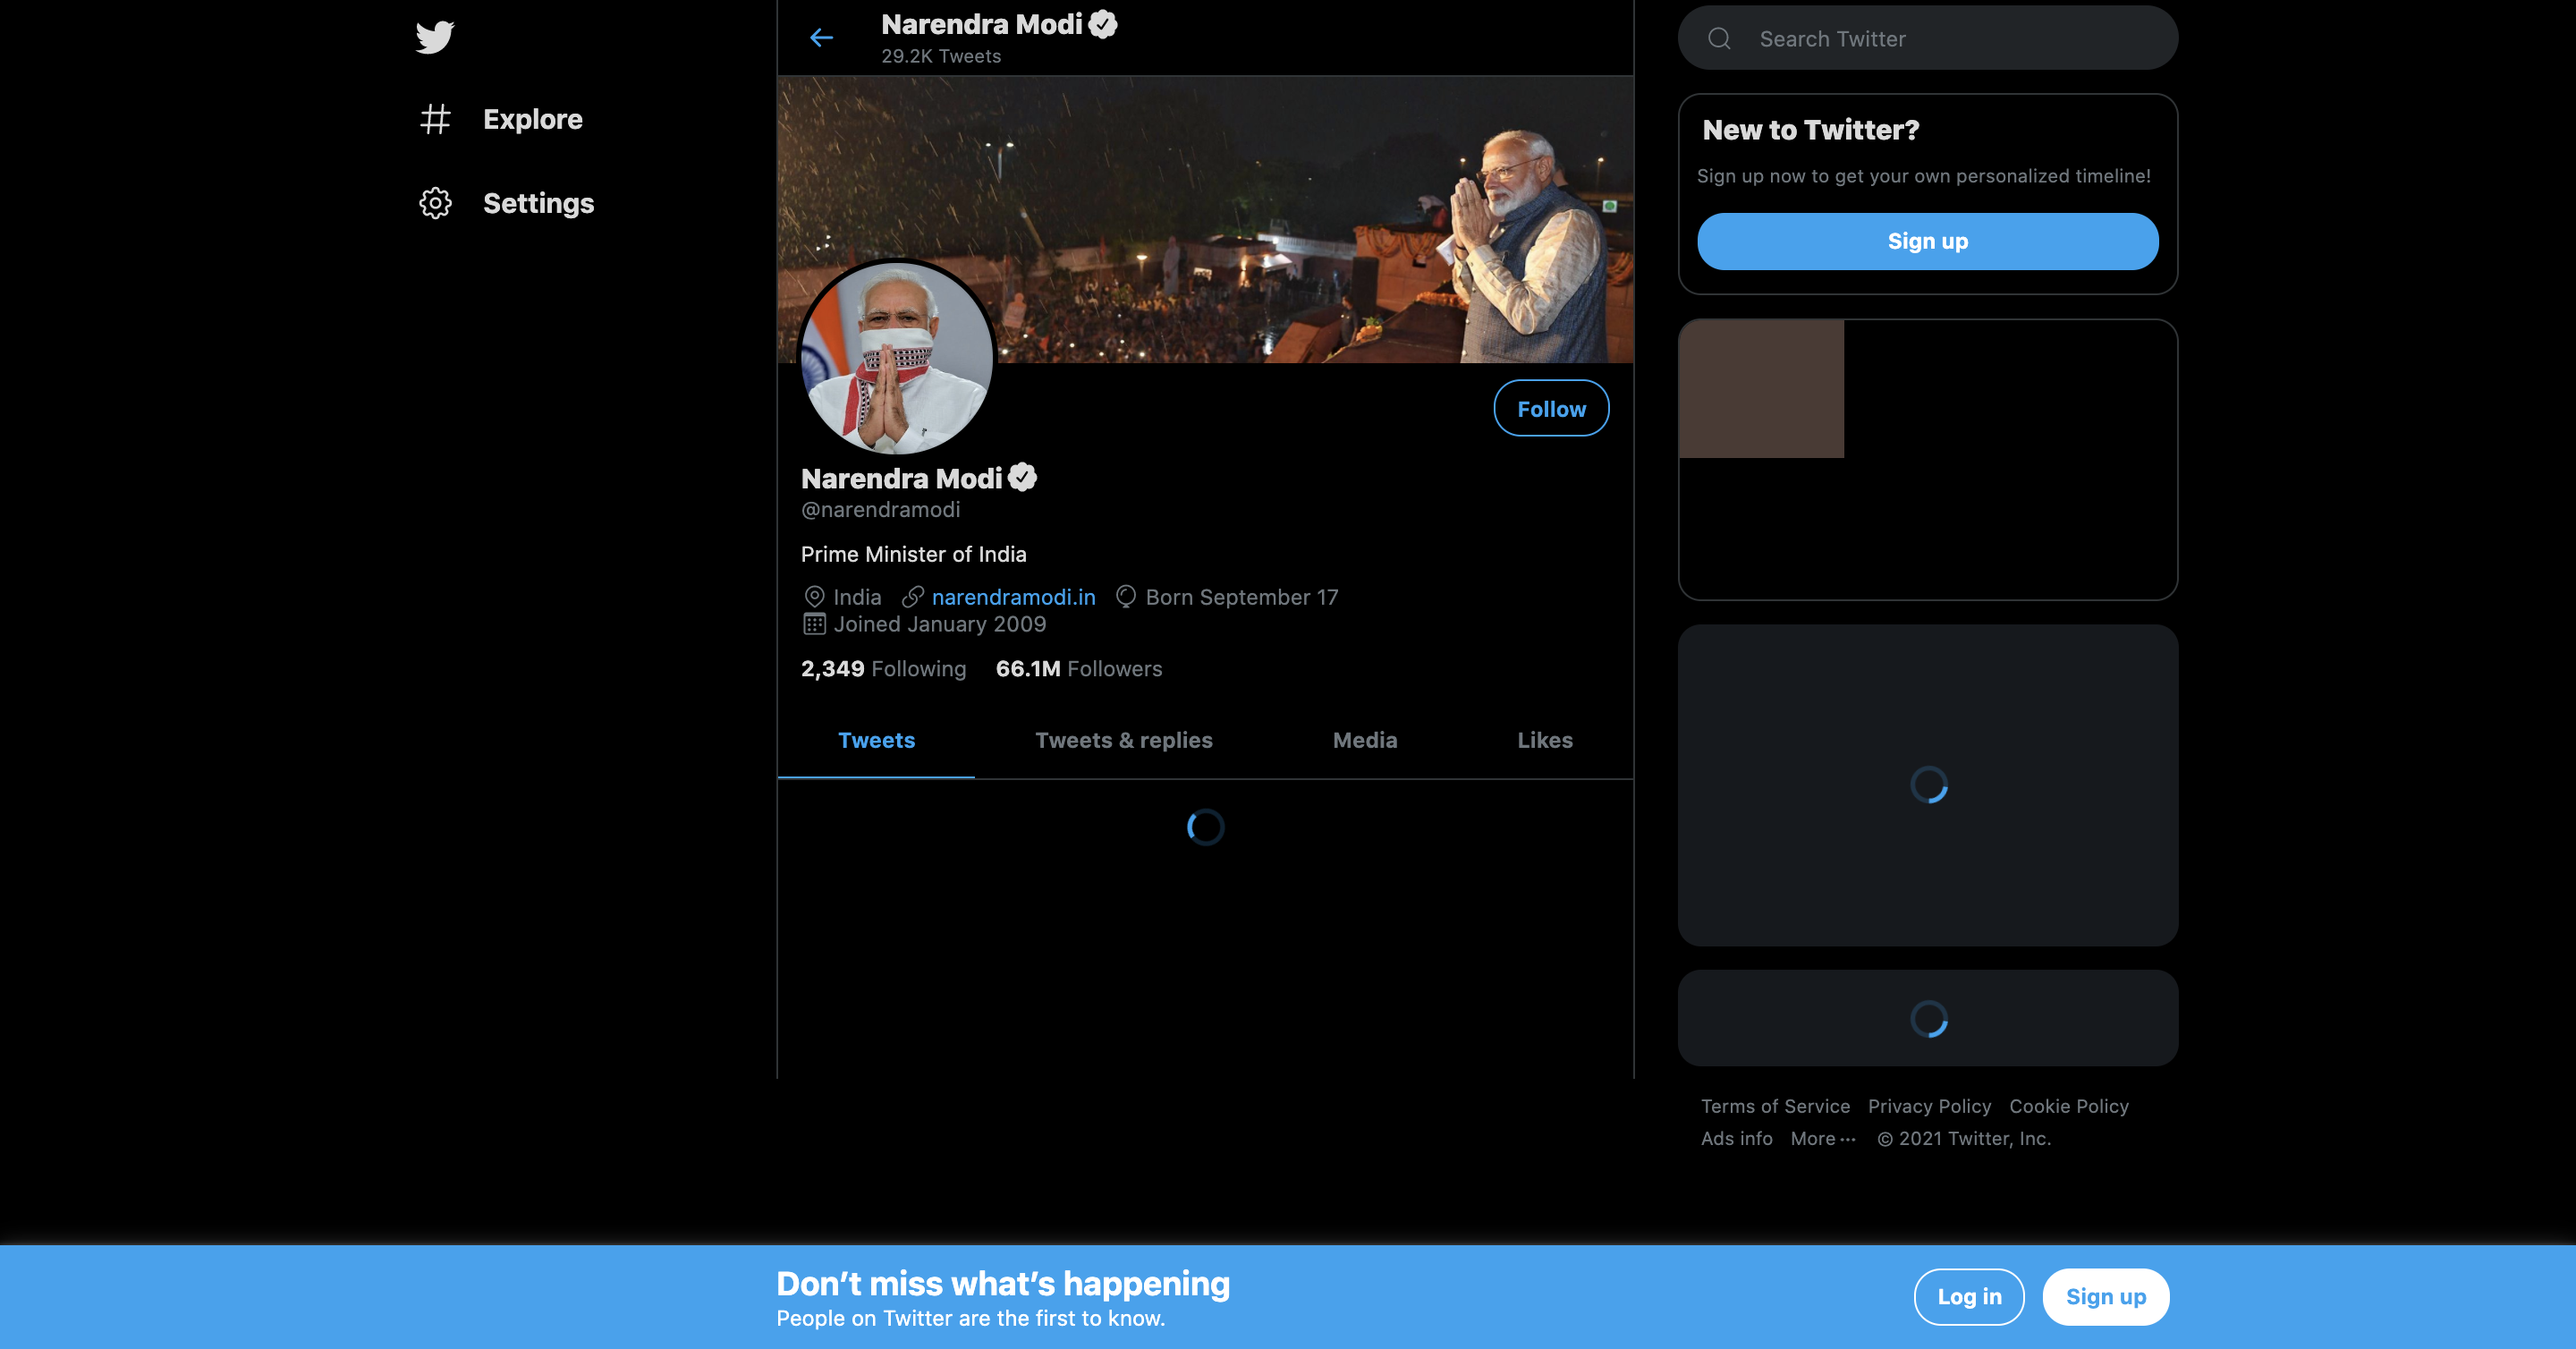 Explore
Settings
Narendra Modi
29.2K Tweets
Follow
Narendra Modi
@narendramodi
Prime Minister of India
India narendramodi.in Born September 17
Joined January 2009
2,349 Following 66.1M Followers
Tweets Tweets & replies Media Likes
Search Twitter
New to Twitter?
Sign up now to get your own personalized timeline!
Sign up
Terms of Service Privacy Policy Cookie Policy
Ads info More ··· © 2021 Twitter, Inc.
Don’t miss what’s happening
People on Twitter are the first to know.
Log in Sign up